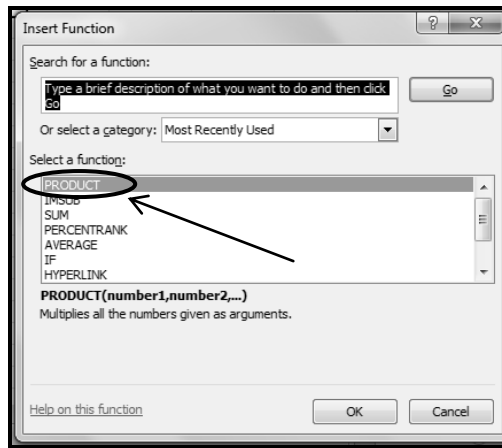 Insert Function
Search for a function:
Type a brief description of what you want to do and then click
Go
Go
Or select a category: Most Recently Used
Select a function:
PRODUCT
IMSUB
SUM
PERCENTRANK
AVERAGE
IF
HYPERLINK
PRODUCT(number1,number2,...)
Multiplies all the numbers given as arguments.
Help on this function
OK
Cancel